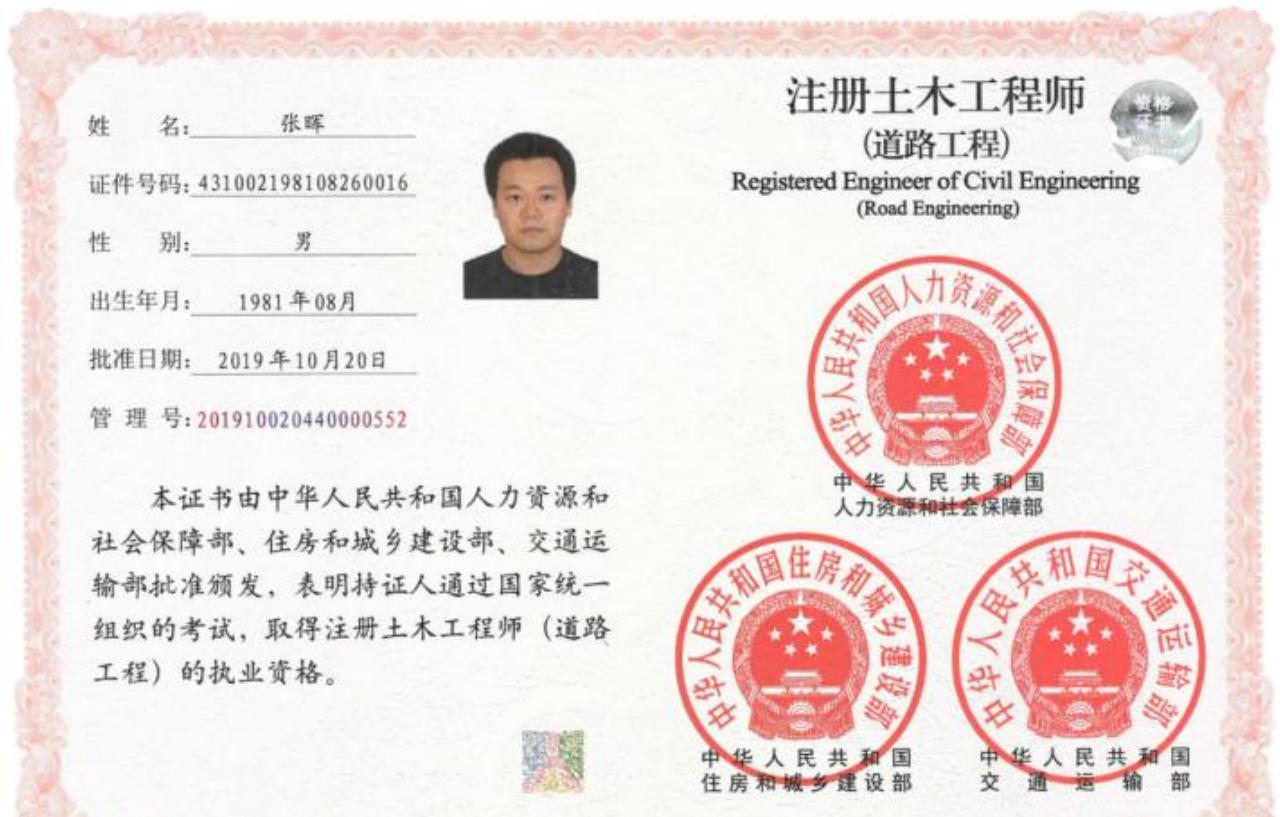 姓 名: 张晖
证件号码: 431002198108260016
性 别: 男
出生年月: 1981年08月
批准日期: 2019年10月20日
管 理 号: 201910020440000552
本证书由中华人民共和国人力资源和
社会保障部、住房和城乡建设部、交通运
输部批准颁发，表明持证人通过国家统一
组织的考试，取得注册土木工程师（道路
工程）的执业资格。
注册土木工程师
(道路工程)
Registered Engineer of Civil Engineering
(Road Engineering)
资格
证书
中华人民共和国人力资源和社会保障部
中华人民共和国
人力资源和社会保障部
中华人民共和国住房和城乡建设部
中华人民共和国
住房和城乡建设部
中华人民共和国交通运输部
中华人民共和国
交通运输部